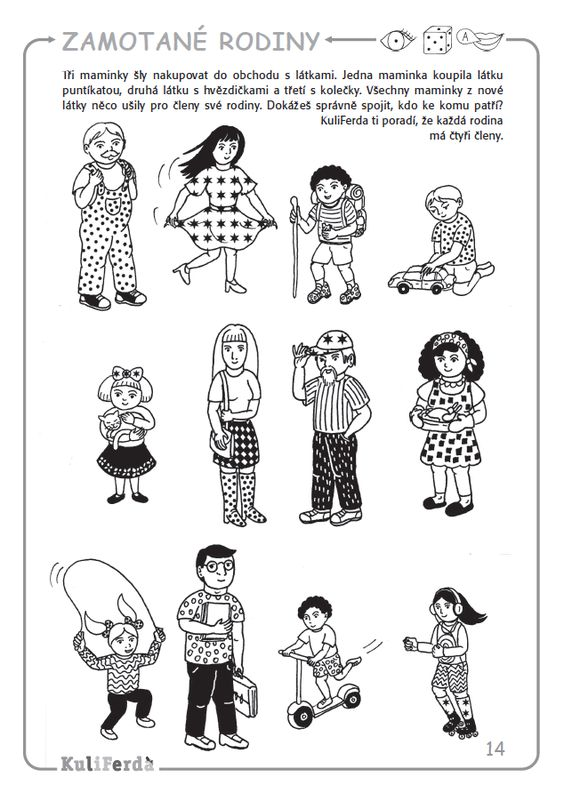 ZAMOTANÉ RODINY
A
Tři maminky šly nakupovat do obchodu s látkami. Jedna maminka koupila látku
puntíkatou, druhá látku s hvězdičkami a třetí s kolečky. Všechny maminky z nové
látky něco ušily pro členy své rodiny. Dokážeš správně spojit, kdo ke komu patří?
KuliFerda ti poradí, že každá rodina
má čtyři členy.
14
KuliFerda